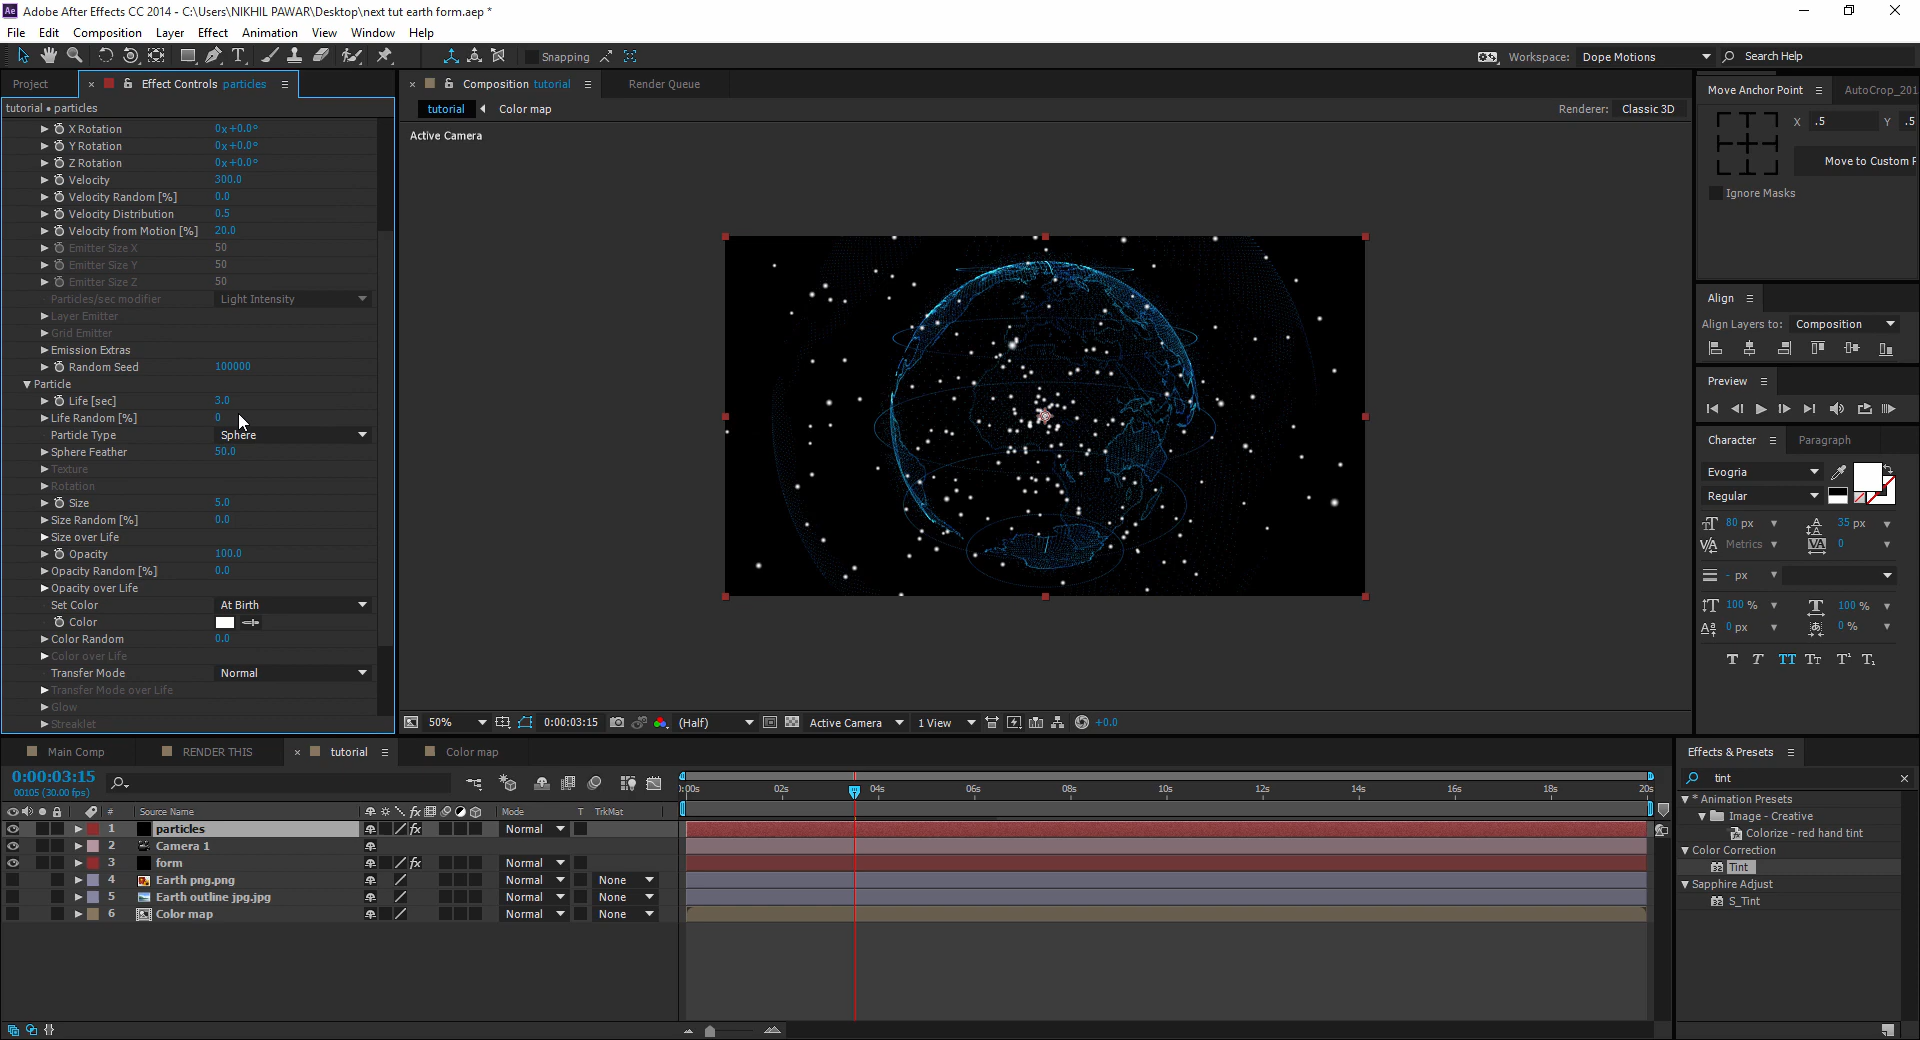 Ae Adobe After Effects CC 2014 - C:\Users\NIKHIL PAWAR\Desktop\next tut earth form.aep *
File Edit Composition Layer Effect Animation View Window Help
Snapping Workspace: Dope Motions Search Help
Project Effect Controls particles
tutorial • particles
X Rotation 0x+0.0°
Y Rotation 0x+0.0°
Z Rotation 0x+0.0°
Velocity 300.0
Velocity Random [%] 0.0
Velocity Distribution 0.5
Velocity from Motion [%] 20.0
Emitter Size X 50
Emitter Size Y 50
Emitter Size Z 50
Particles/sec modifier Light Intensity
Layer Emitter
Grid Emitter
Emission Extras
Random Seed 100000
Particle
Life [sec] 3.0
Life Random [%] 0
Particle Type Sphere
Sphere Feather 50.0
Texture
Rotation
Size 5.0
Size Random [%] 0.0
Size over Life
Opacity 100.0
Opacity Random [%] 0.0
Opacity over Life
Set Color At Birth
Color
Color Random 0.0
Color over Life
Transfer Mode Normal
Transfer Mode over Life
Glow
Streaklet
Composition tutorial Render Queue
tutorial Color map Renderer: Classic 3D
Active Camera
50% 0:00:03:15 (Half) Active Camera 1 View +0.0
Move Anchor Point AutoCrop_201
X .5 Y .5
Move to Custom P
Ignore Masks
Align
Align Layers to: Composition
Preview
Character Paragraph
Evogria
Regular
80 px 35 px
Metrics 0
- px
100 % 100 %
0 px 0 %
T T TT Tt T¹ T₁
Main Comp RENDER THIS tutorial Color map
0:00:03:15
00105 (30.00 fps)
# Source Name Mode T TrkMat
):00s 02s 04s 06s 08s 10s 12s 14s 16s 18s 20s
1 particles Normal
2 Camera 1
3 form Normal
4 Earth png.png Normal None
5 Earth outline jpg.jpg Normal None
6 Color map Normal None
Effects & Presets
tint
* Animation Presets
Image - Creative
Colorize - red hand tint
Color Correction
Tint
Sapphire Adjust
S_Tint